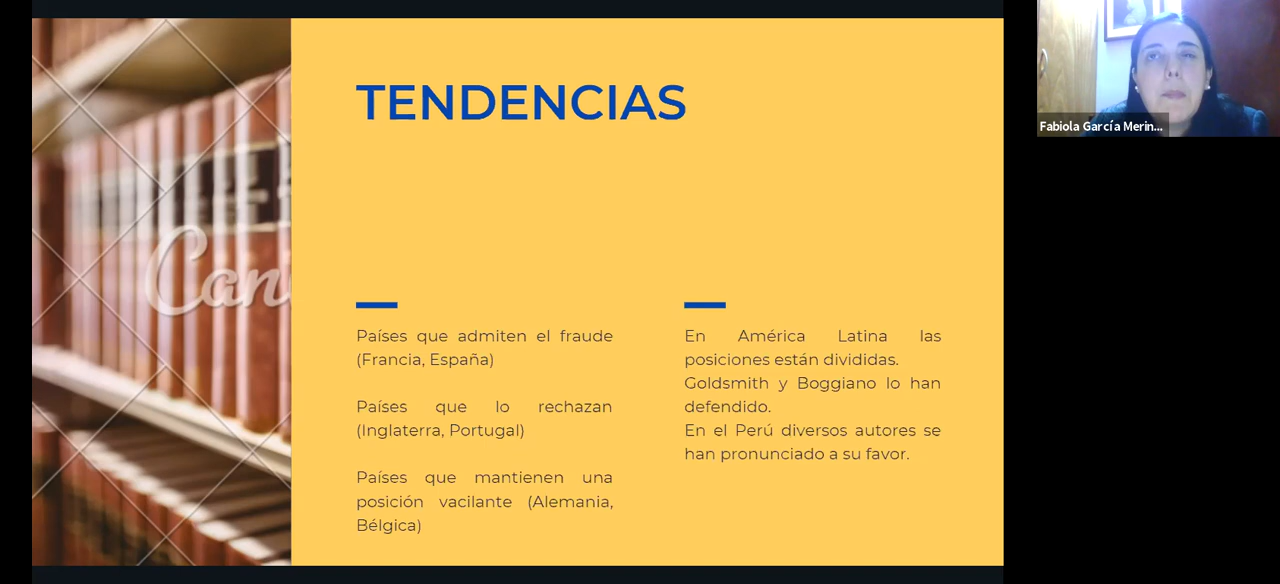 TENDENCIAS
Países que admiten el fraude
(Francia, España)
Países que lo rechazan
(Inglaterra, Portugal)
Países que mantienen una
posición vacilante (Alemania,
Bélgica)
En América Latina las
posiciones están divididas.
Goldsmith y Boggiano lo han
defendido.
En el Perú diversos autores se
han pronunciado a su favor.
Can
Fabiola García Merin...